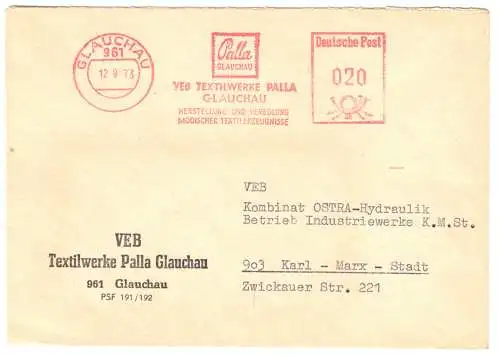 GLAUCHAU
961
12.9.73
Palla
GLAUCHAU
VEB TEXTILWERKE PALLA
GLAUCHAU
HERSTELLUNG UND VEREDLUNG
MODISCHER TEXTILERZEUGNISSE
Deutsche Post
020
VEB
Kombinat OSTRA-Hydraulik
Betrieb Industriewerke K.M.St.
903 Karl - Marx - Stadt
Zwickauer Str. 221
VEB
Textilwerke Palla Glauchau
961 Glauchau
PSF 191/192